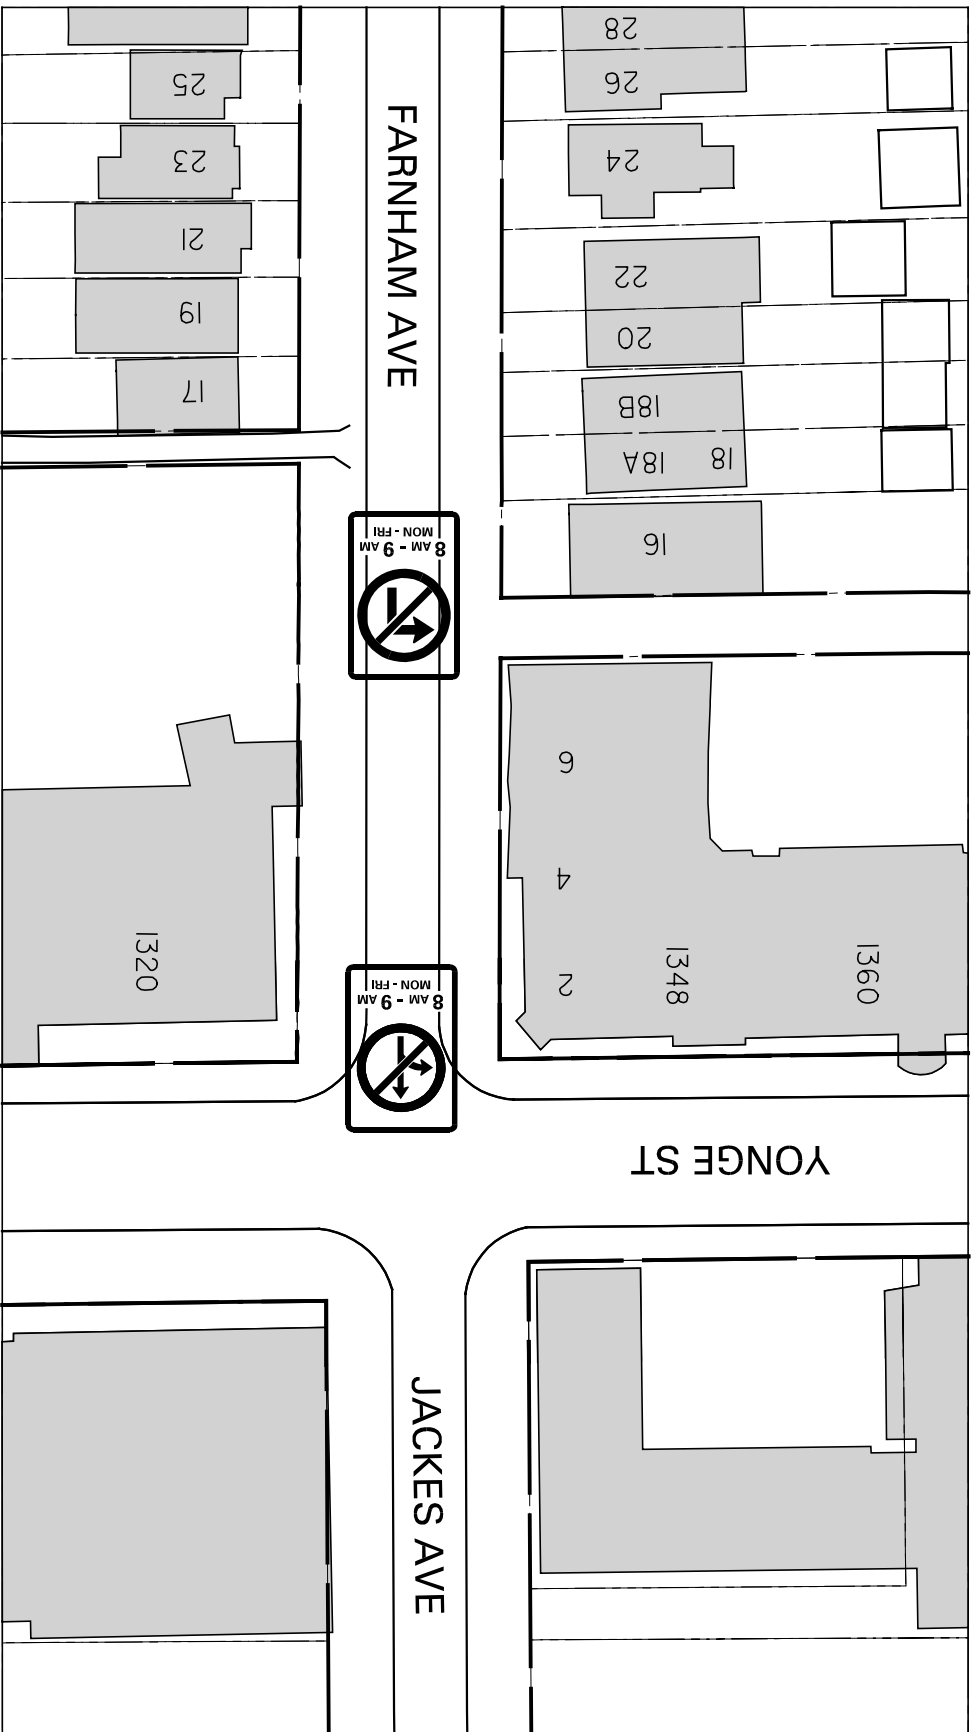 28
26
25
24
23
22
21
20
19
18B
18A 18
17
16
FARNHAM AVE
8 AM - 9 AM
MON - FRI
6
4
2
1320
1348
1360
8 AM - 9 AM
MON - FRI
YONGE ST
JACKES AVE